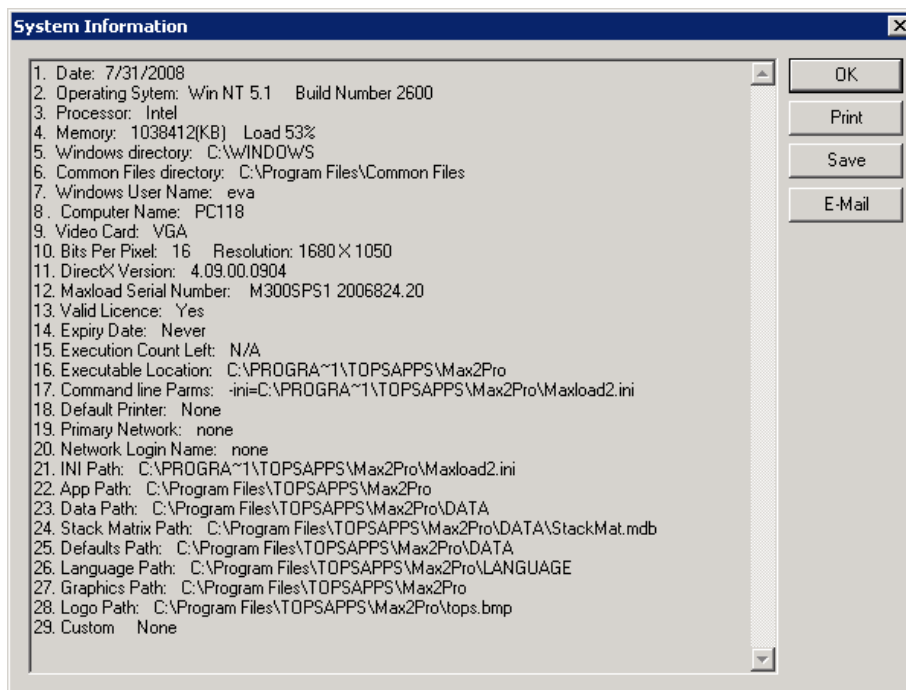 System Information
1. Date: 7/31/2008
2. Operating Sytem: Win NT 5.1 Build Number 2600
3. Processor: Intel
4. Memory: 1038412(KB) Load 53%
5. Windows directory: C:\WINDOWS
6. Common Files directory: C:\Program Files\Common Files
7. Windows User Name: eva
8 . Computer Name: PC118
9. Video Card: VGA
10. Bits Per Pixel: 16 Resolution: 1680 X 1050
11. DirectX Version: 4.09.00.0904
12. Maxload Serial Number: M300SPS1 2006824.20
13. Valid Licence: Yes
14. Expiry Date: Never
15. Execution Count Left: N/A
16. Executable Location: C:\PROGRA~1\TOPSAPPS\Max2Pro
17. Command line Parms: -ini=C:\PROGRA~1\TOPSAPPS\Max2Pro\Maxload2.ini
18. Default Printer: None
19. Primary Network: none
20. Network Login Name: none
21. INI Path: C:\PROGRA~1\TOPSAPPS\Max2Pro\Maxload2.ini
22. App Path: C:\Program Files\TOPSAPPS\Max2Pro
23. Data Path: C:\Program Files\TOPSAPPS\Max2Pro\DATA
24. Stack Matrix Path: C:\Program Files\TOPSAPPS\Max2Pro\DATA\StackMat.mdb
25. Defaults Path: C:\Program Files\TOPSAPPS\Max2Pro\DATA
26. Language Path: C:\Program Files\TOPSAPPS\Max2Pro\LANGUAGE
27. Graphics Path: C:\Program Files\TOPSAPPS\Max2Pro
28. Logo Path: C:\Program Files\TOPSAPPS\Max2Pro\tops.bmp
29. Custom None
OK
Print
Save
E-Mail